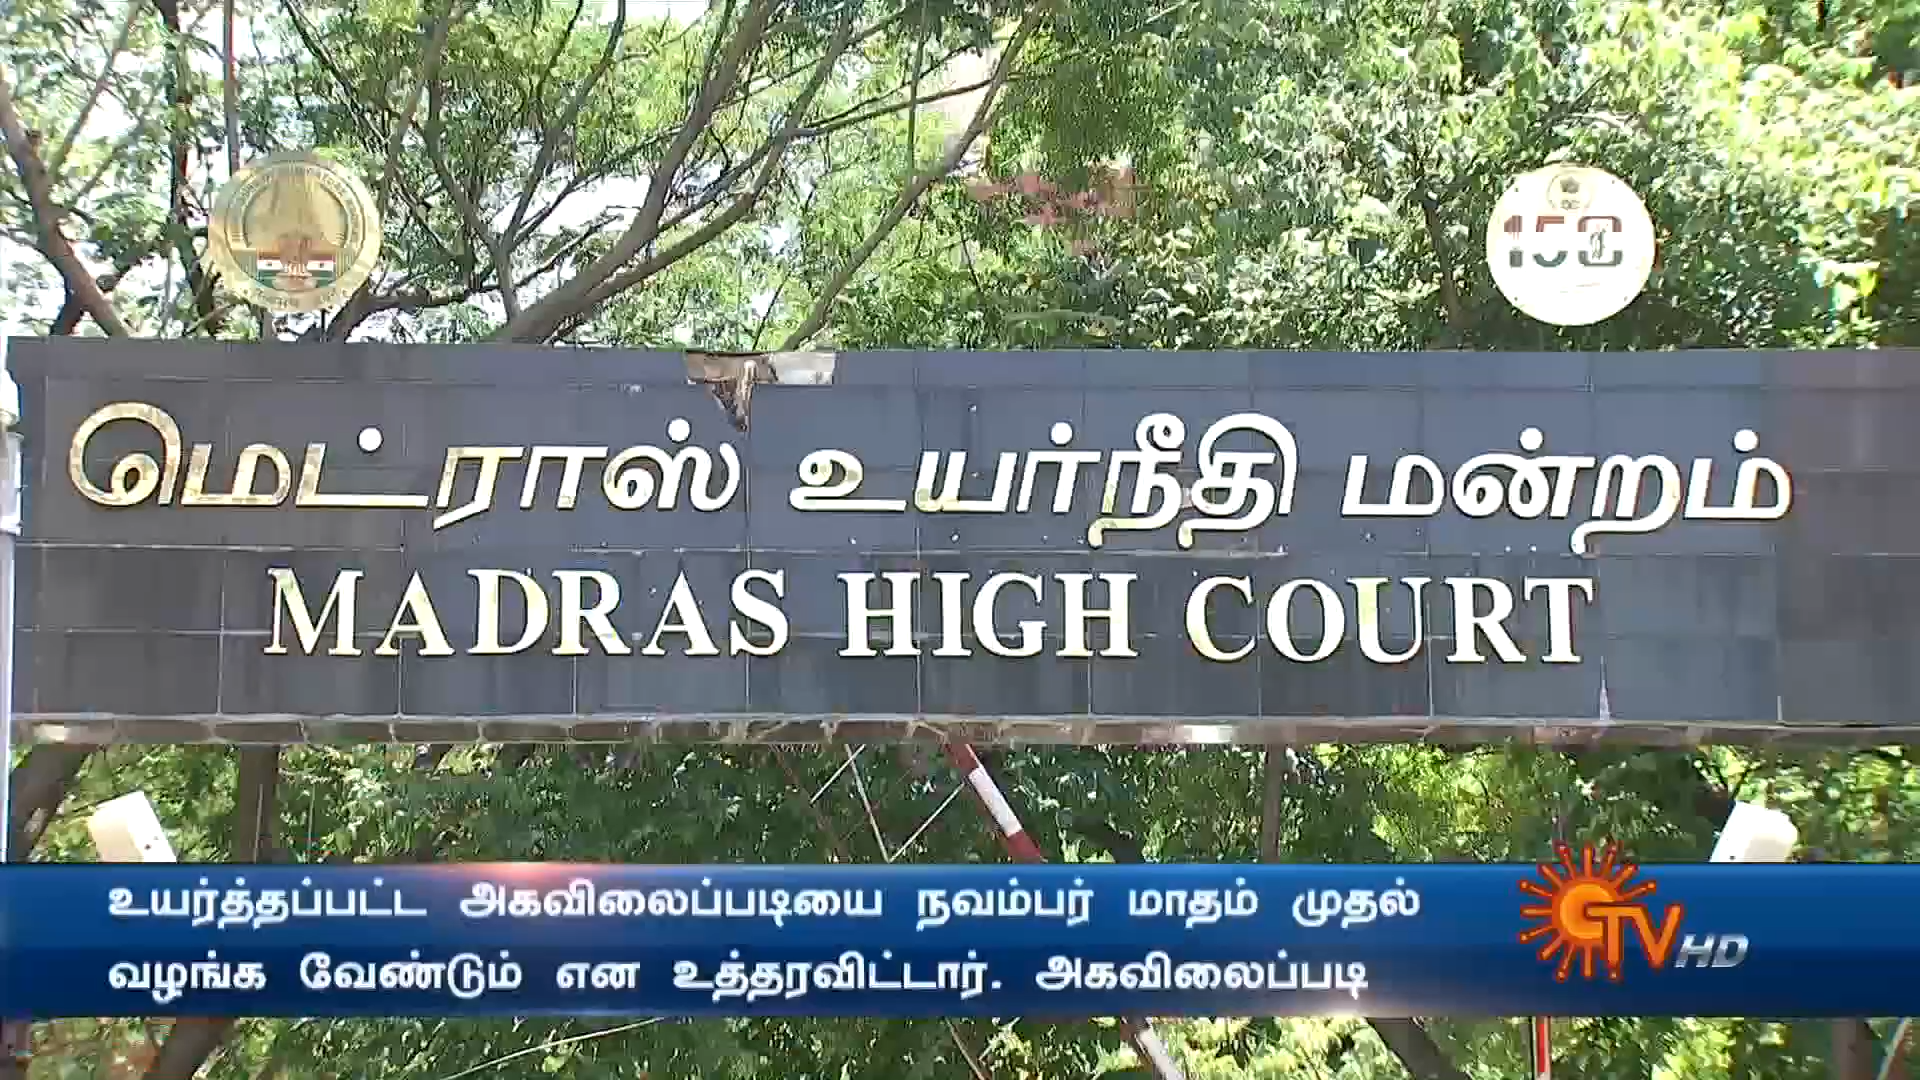 150
மெட்ராஸ் உயர்நீதி மன்றம்
MADRAS HIGH COURT
உயர்த்தப்பட்ட அகவிலைப்படியை நவம்பர் மாதம் முதல்
வழங்க வேண்டும் என உத்தரவிட்டார். அகவிலைப்படி
TV HD